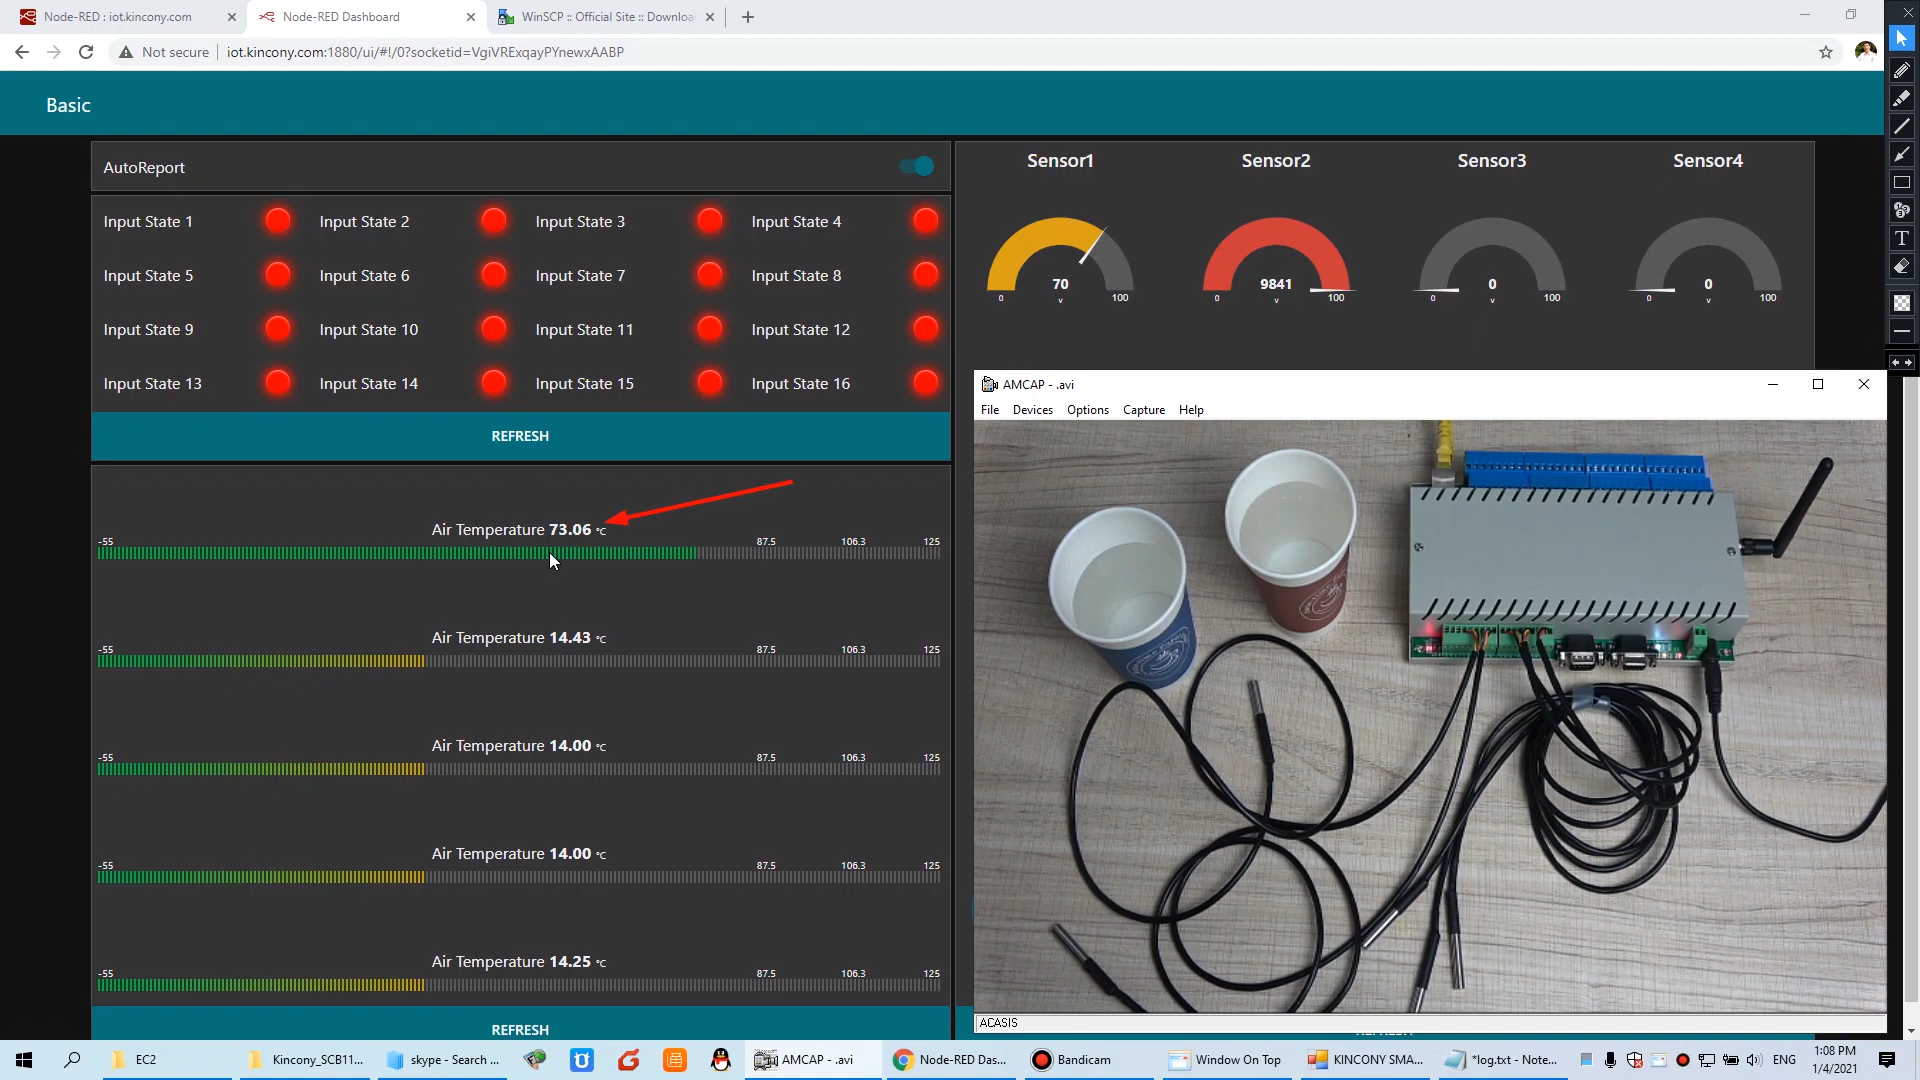 Node-RED : iot.kincony.com
Node-RED Dashboard
WinSCP :: Official Site :: Downloa
Not secure
iot.kincony.com:1880/ui/#!/0?socketid=VgiVRExqayPYnewxAABP
Basic
AutoReport
Input State 1
Input State 2
Input State 3
Input State 4
Input State 5
Input State 6
Input State 7
Input State 8
Input State 9
Input State 10
Input State 11
Input State 12
Input State 13
Input State 14
Input State 15
Input State 16
REFRESH
Air Temperature 73.06 °C
-55 87.5 106.3 125
Air Temperature 14.43 °C
-55 87.5 106.3 125
Air Temperature 14.00 °C
-55 87.5 106.3 125
Air Temperature 14.00 °C
-55 87.5 106.3 125
Air Temperature 14.25 °C
-55 87.5 106.3 125
REFRESH
Sensor1
Sensor2
Sensor3
Sensor4
70
0 v 100
9841
0 v 100
0
0 v 100
0
0 v 100
AMCAP - .avi
File Devices Options Capture Help
ACASIS
T
EC2
Kincony_SCB11...
skype - Search ...
AMCAP - .avi
Node-RED Das...
Bandicam
Window On Top
KINCONY SMA...
*log.txt - Note...
ENG
1:08 PM
1/4/2021